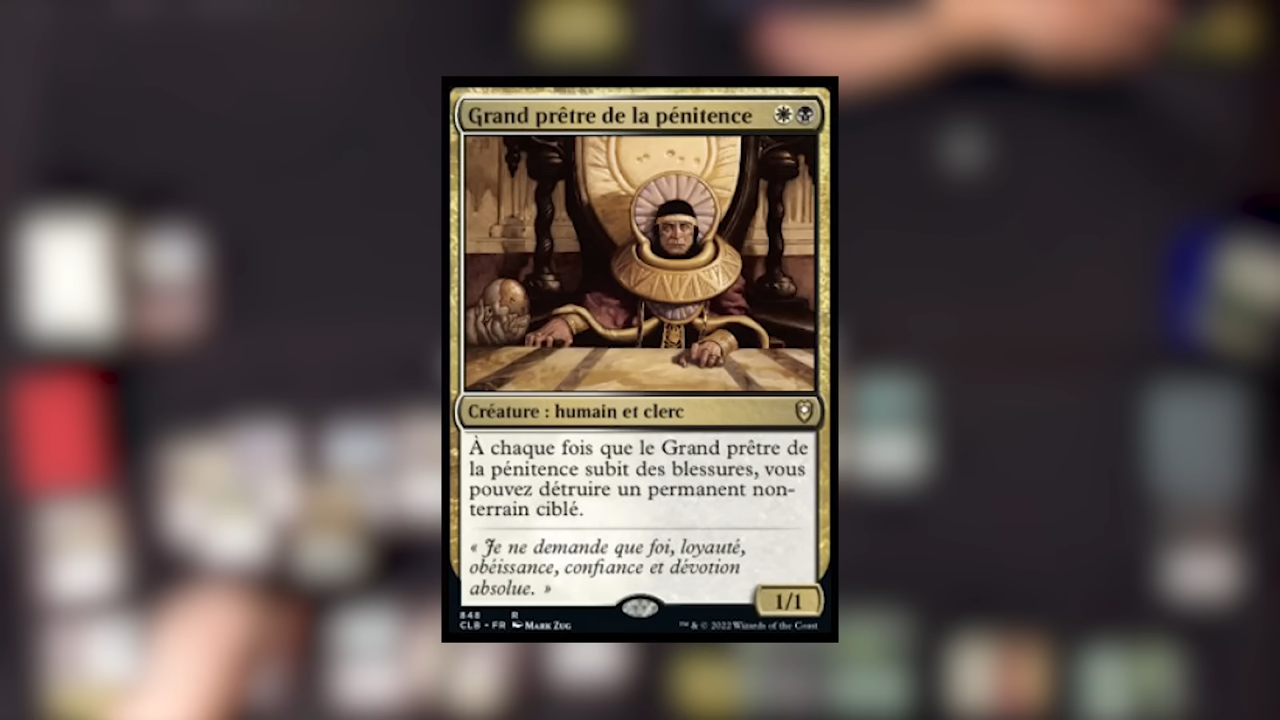 Grand prêtre de la pénitence
Créature : humain et clerc
À chaque fois que le Grand prêtre de
la pénitence subit des blessures, vous
pouvez détruire un permanent non-
terrain ciblé.
« Je ne demande que foi, loyauté,
obéissance, confiance et dévotion
absolue. »
1/1
848 R
CLB • FR Mark Zug
™ & © 2022 Wizards of the Coast